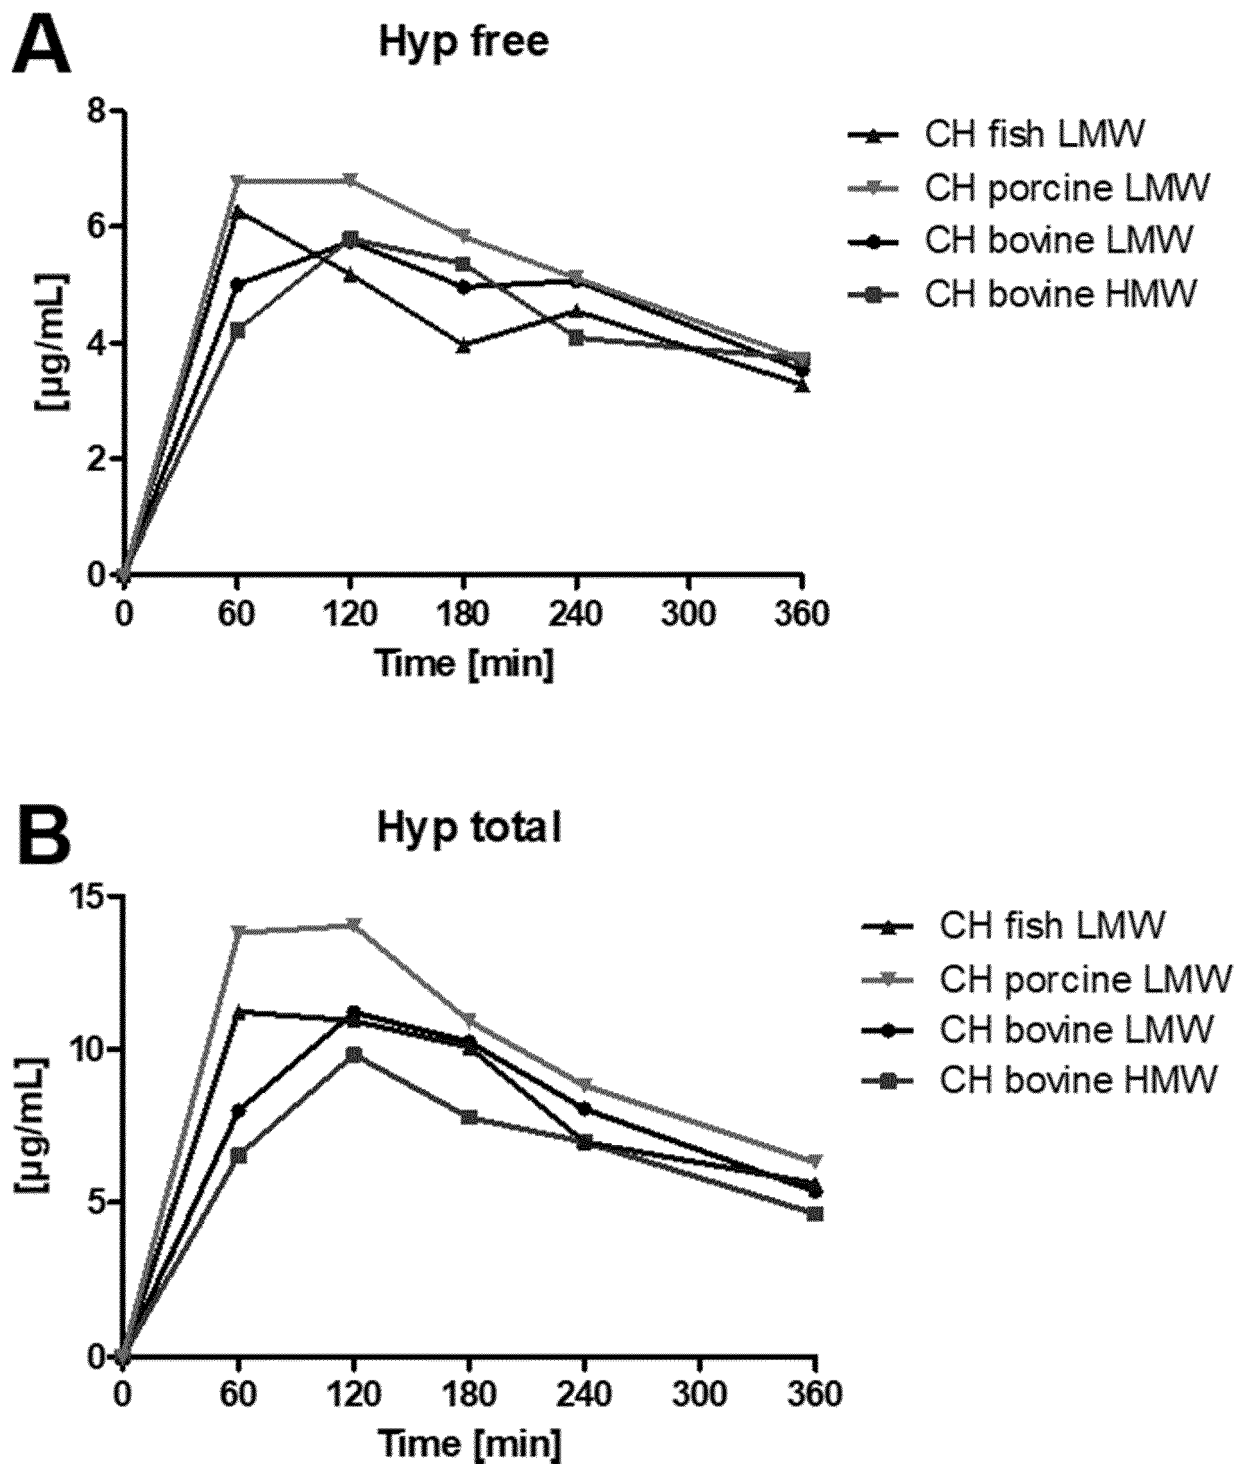 A
Hyp free
8
6
4
2
0
[µg/mL]
0 60 120 180 240 300 360
Time [min]
CH fish LMW
CH porcine LMW
CH bovine LMW
CH bovine HMW
B
Hyp total
15
10
5
0
[µg/mL]
0 60 120 180 240 300 360
Time [min]
CH fish LMW
CH porcine LMW
CH bovine LMW
CH bovine HMW